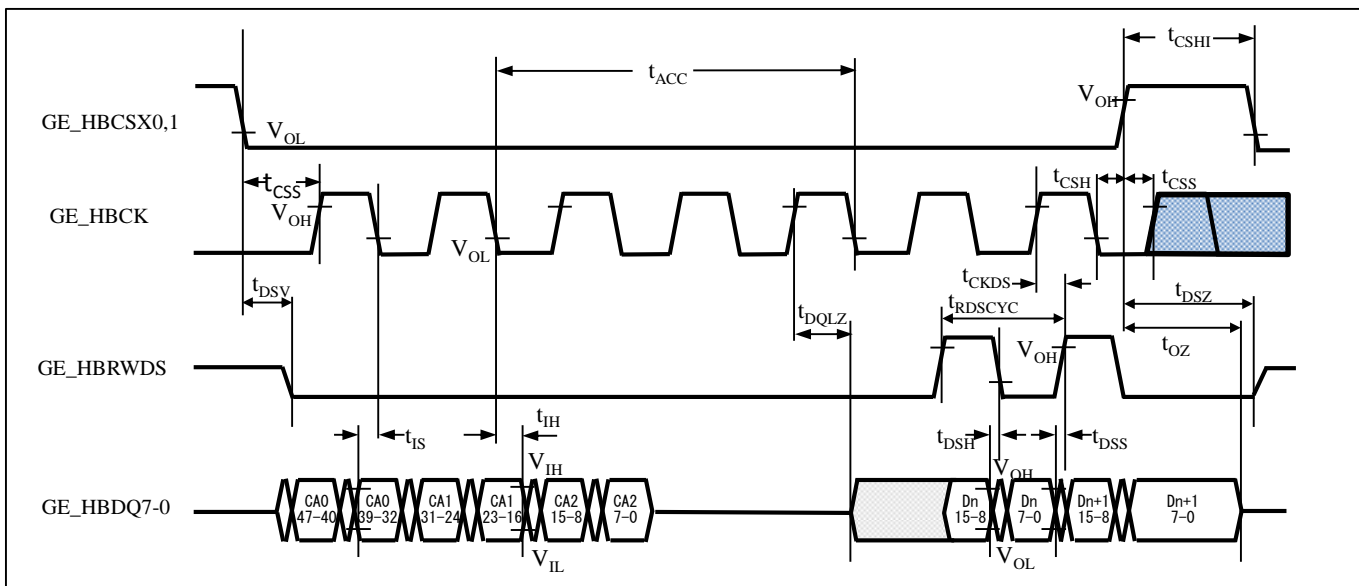 tCSHI
tACC
VOH
GE_HBCSX0,1
VOL
tCSS
tCSH
tCSS
VOH
GE_HBCK
VOL
tCKDS
tDSV
tDSZ
tRDSCYC
tDQLZ
tOZ
VOH
GE_HBRWDS
tIH
tIS
tDSH
tDSS
VIH
VOH
GE_HBDQ7-0
CA0 CA0 CA1 CA1 CA2 CA2 Dn Dn Dn+1 Dn+1
47-40 39-32 31-24 23-16 15-8 7-0 15-8 7-0 15-8 7-0
VIL
VOL